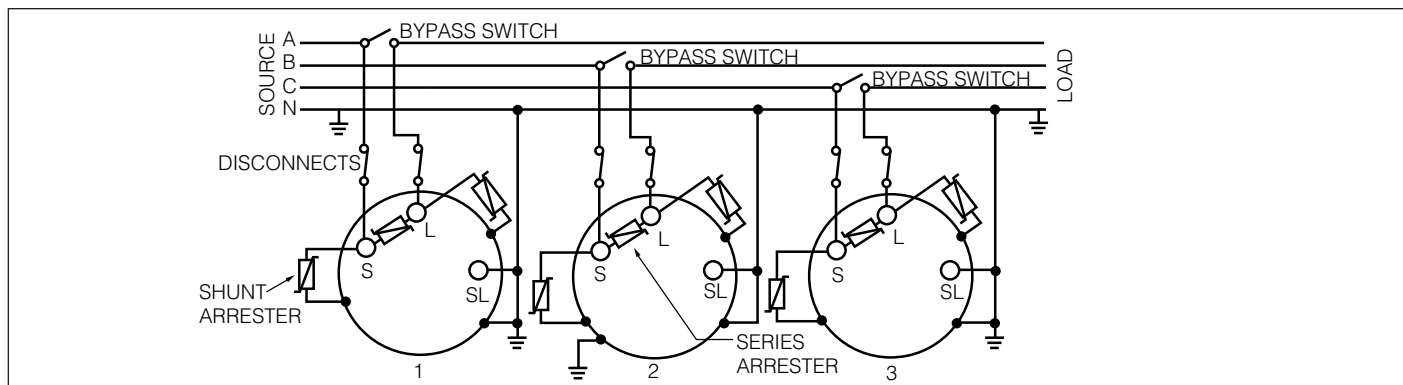 A
BYPASS SWITCH
B
BYPASS SWITCH
C
BYPASS SWITCH
N
SOURCE
LOAD
DISCONNECTS
L
L
L
S
S
S
SL
SL
SL
SHUNT
ARRESTER
SERIES
ARRESTER
1
2
3